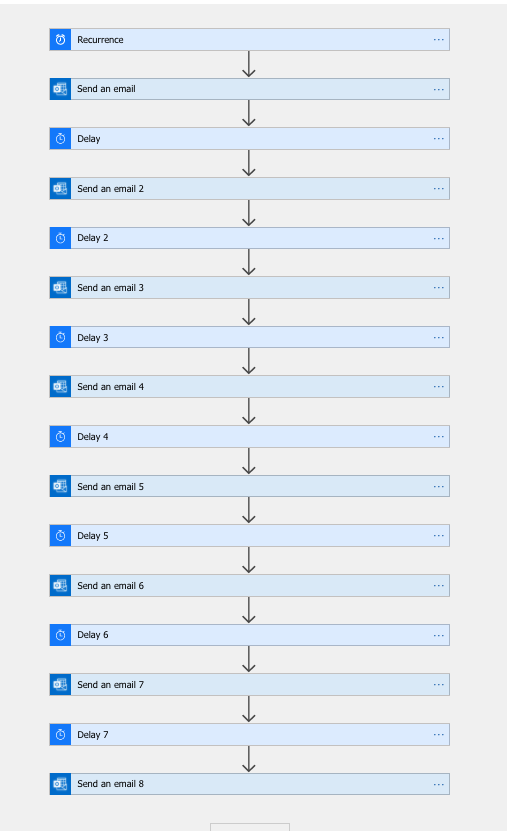 Recurrence
Send an email
Delay
Send an email 2
Delay 2
Send an email 3
Delay 3
Send an email 4
Delay 4
Send an email 5
Delay 5
Send an email 6
Delay 6
Send an email 7
Delay 7
Send an email 8